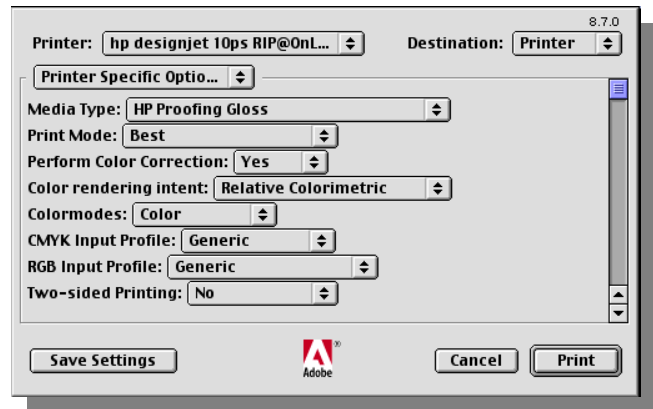 8.7.0
Printer: hp designjet 10ps RIP@OnL... Destination: Printer
Printer Specific Optio...
Media Type: HP Proofing Gloss
Print Mode: Best
Perform Color Correction: Yes
Color rendering intent: Relative Colorimetric
Colormodes: Color
CMYK Input Profile: Generic
RGB Input Profile: Generic
Two-sided Printing: No
Save Settings Adobe® Cancel Print